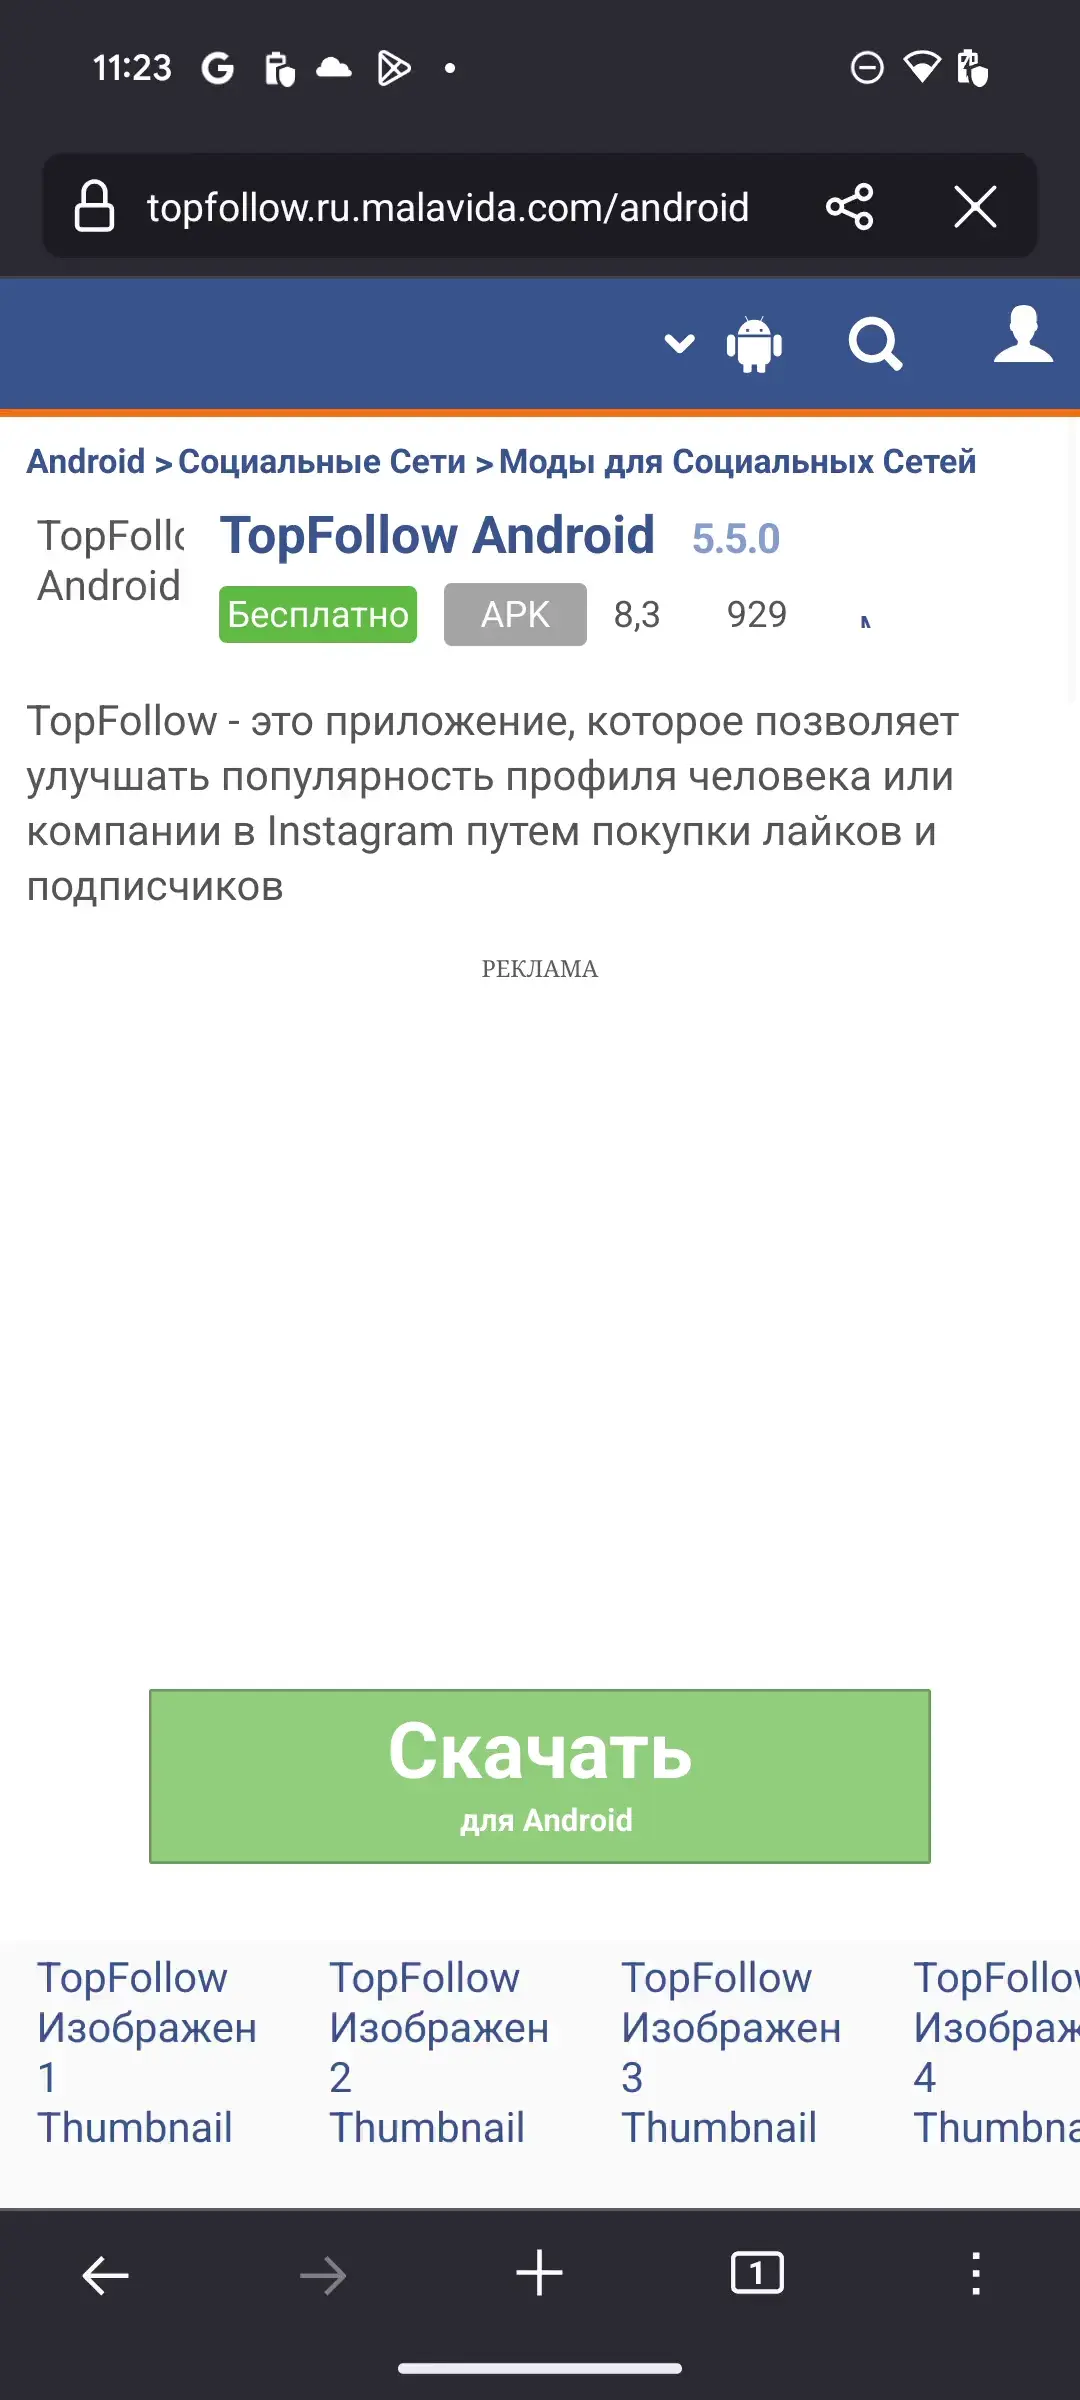 11:23
topfollow.ru.malavida.com/android
Android > Социальные Сети > Моды для Социальных Сетей
TopFollo
Android
TopFollow Android 5.5.0
Бесплатно APK 8,3 929
TopFollow - это приложение, которое позволяет
улучшать популярность профиля человека или
компании в Instagram путем покупки лайков и
подписчиков
РЕКЛАМА
Скачать
для Android
TopFollow TopFollow TopFollow TopFollow
Изображен Изображен Изображен Изображ
1 2 3 4
Thumbnail Thumbnail Thumbnail Thumbna
1